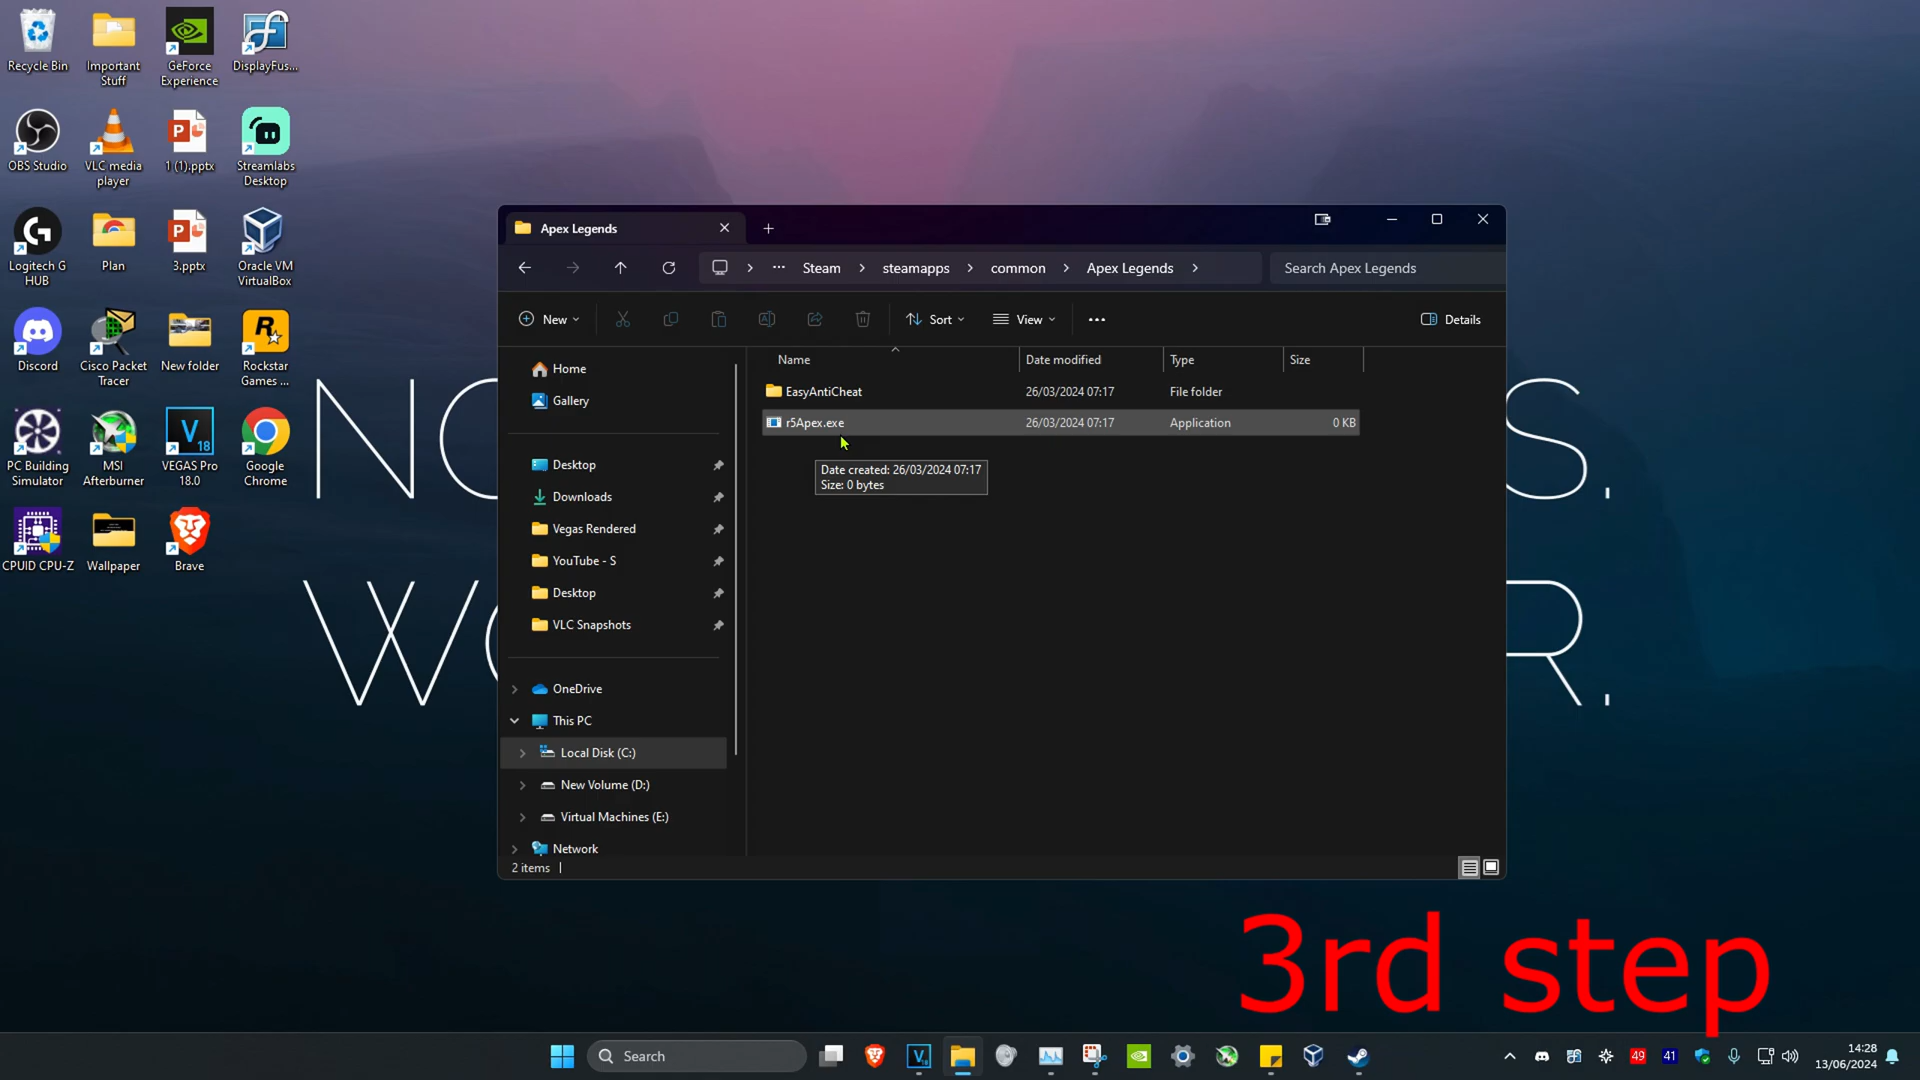 Recycle Bin
Important
Stuff
GeForce
Experience
DisplayFus...
OBS Studio
VLC media
player
1 (1).pptx
Streamlabs
Desktop
Logitech G
HUB
Plan
3.pptx
Oracle VM
VirtualBox
Discord
Cisco Packet
Tracer
New folder
Rockstar
Games ...
PC Building
Simulator
MSI
Afterburner
VEGAS Pro
18.0
Google
Chrome
CPUID CPU-Z
Wallpaper
Brave
Apex Legends
Steam
steamapps
common
Apex Legends
Search Apex Legends
New
Sort
View
Details
Name
Date modified
Type
Size
EasyAntiCheat
26/03/2024 07:17
File folder
r5Apex.exe
26/03/2024 07:17
Application
0 KB
Date created: 26/03/2024 07:17
Size: 0 bytes
Home
Gallery
Desktop
Downloads
Vegas Rendered
YouTube - S
Desktop
VLC Snapshots
OneDrive
This PC
Local Disk (C:)
New Volume (D:)
Virtual Machines (E:)
Network
2 items
3rd step
Search
49
41
14:28
13/06/2024